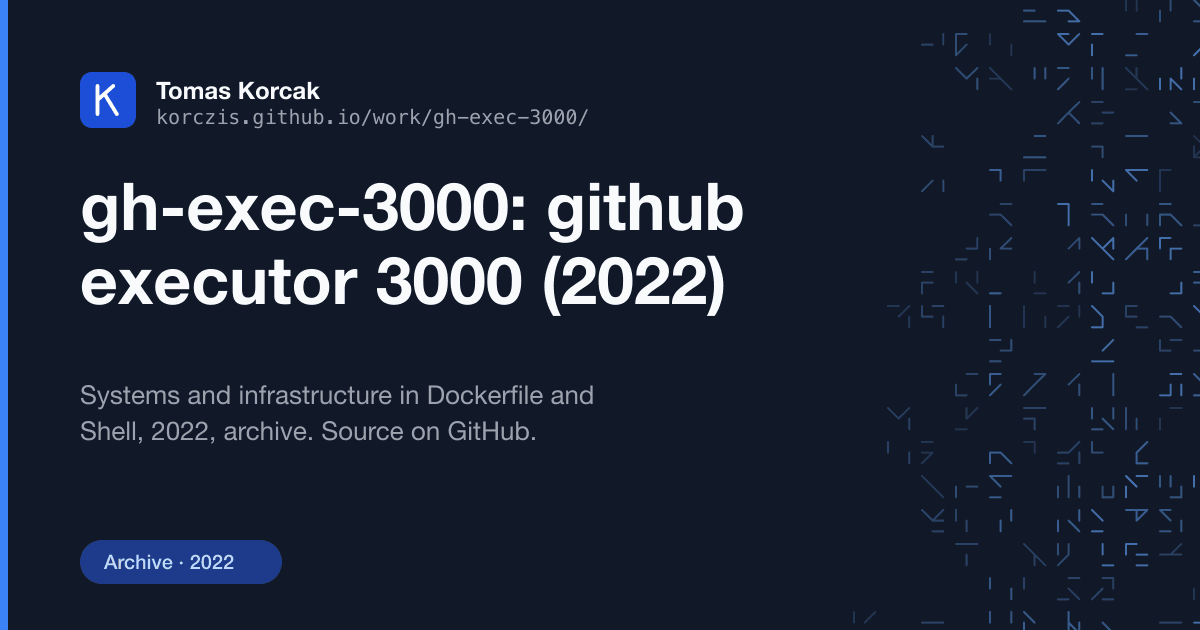 K
Tomas Korcak
korczis.github.io/work/gh-exec-3000/
gh-exec-3000: github
executor 3000 (2022)
Systems and infrastructure in Dockerfile and
Shell, 2022, archive. Source on GitHub.
Archive · 2022